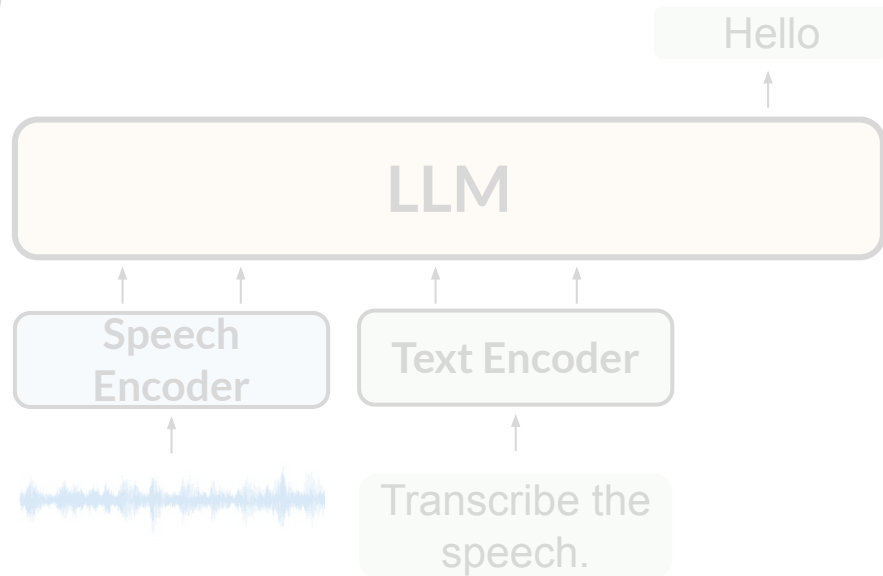 Hello
LLM
Speech
Encoder
Text Encoder
Transcribe the
speech.